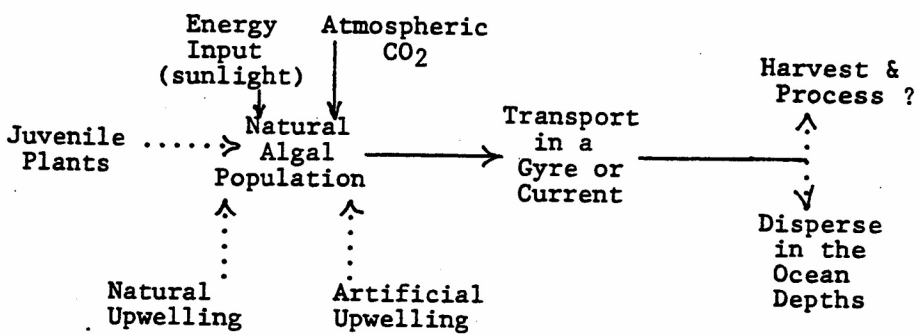 Energy
Input
(sunlight)
Atmospheric
CO2
Juvenile
Plants
Natural
Algal
Population
Transport
in a
Gyre or
Current
Harvest &
Process ?
Disperse
in the
Ocean
Depths
Natural
Upwelling
Artificial
Upwelling